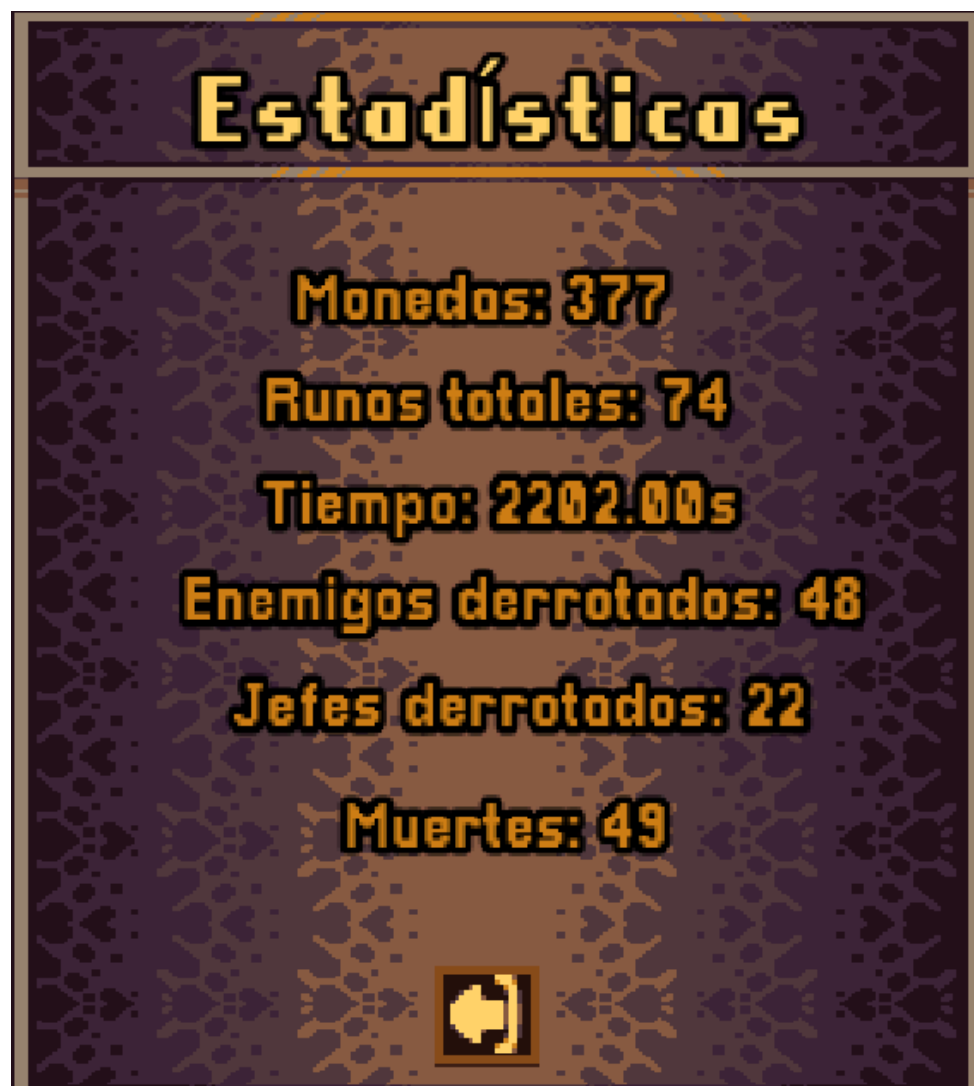 Estadísticas
Monedas: 377
Runas totales: 74
Tiempo: 2202.00s
Enemigos derrotados: 48
Jefes derrotados: 22
Muertes: 49